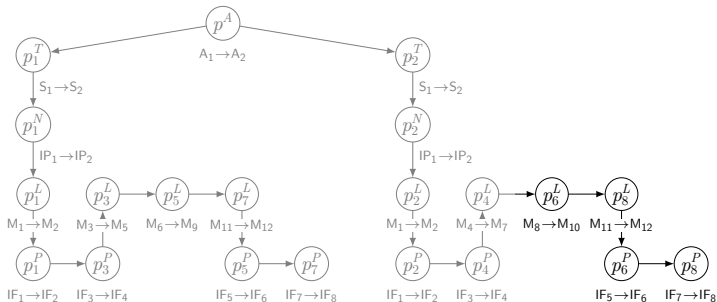 p^A
A₁→A₂
p₁^T p₂^T
S₁→S₂ S₁→S₂
p₁^N p₂^N
IP₁→IP₂ IP₁→IP₂
p₁^L p₃^L p₅^L p₇^L p₂^L p₄^L p₆^L p₈^L
M₁→M₂ M₃→M₅ M₆→M₉ M₁₁→M₁₂ M₁→M₂ M₄→M₇ M₈→M₁₀ M₁₁→M₁₂
p₁^P p₃^P p₅^P p₇^P p₂^P p₄^P p₆^P p₈^P
IF₁→IF₂ IF₃→IF₄ IF₅→IF₆ IF₇→IF₈ IF₁→IF₂ IF₃→IF₄ IF₅→IF₆ IF₇→IF₈